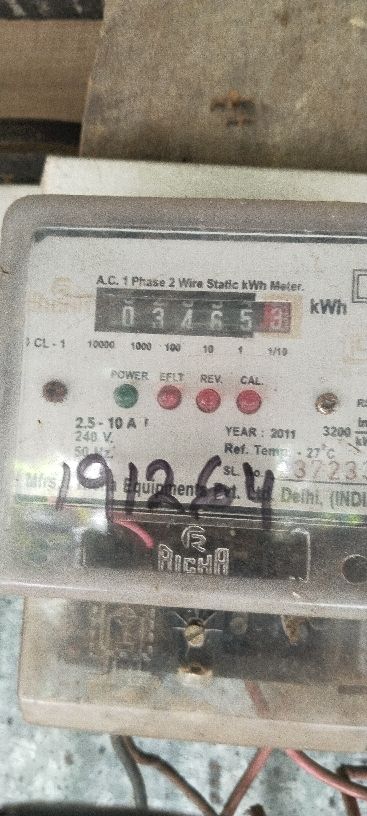 A.C. 1 Phase 2 Wire Static kWh Meter.
0 3 4 6 5 3 kWh
CL - 1 10000 1000 100 10 1 1/10
POWER EFLT REV. CAL.
2.5 - 10 A
240 V. YEAR : 2011 3200
50 Hz. Ref. Temp. - 27°C
SL No.
191264
Equipments Pvt. Ltd. Delhi, (INDI
RICHA